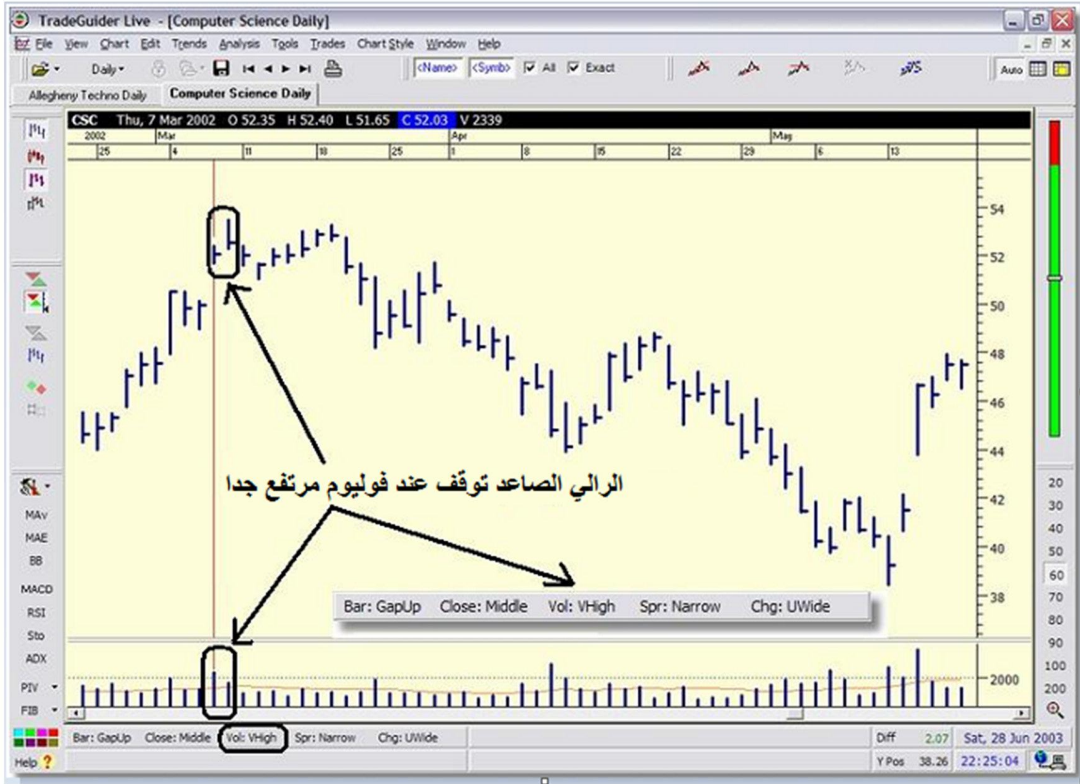 TradeGuider Live - [Computer Science Daily]
File View Chart Edit Trends Analysis Tools Trades Chart Style Window Help
Daily <Name> <Symb> All Exact Auto
Allegheny Techno Daily Computer Science Daily
CSC Thu, 7 Mar 2002 O 52.35 H 52.40 L 51.65 C 52.03 V 2339
2002 Mar Apr May
25 4 11 18 25 1 8 15 22 29 6 13
54
52
50
48
46
44
42
40
38
الرالي الصاعد توقف عند فوليوم مرتفع جدا
Bar: GapUp Close: Middle Vol: VHigh Spr: Narrow Chg: UWide
2000
MAv
MAE
BB
MACD
RSI
Sto
ADX
PIV
FIB
20
30
40
50
60
70
80
90
100
200
Bar: GapUp Close: Middle Vol: VHigh Spr: Narrow Chg: UWide Diff 2.07 Sat, 28 Jun 2003
Help ? Y Pos 38.26 22:25:04